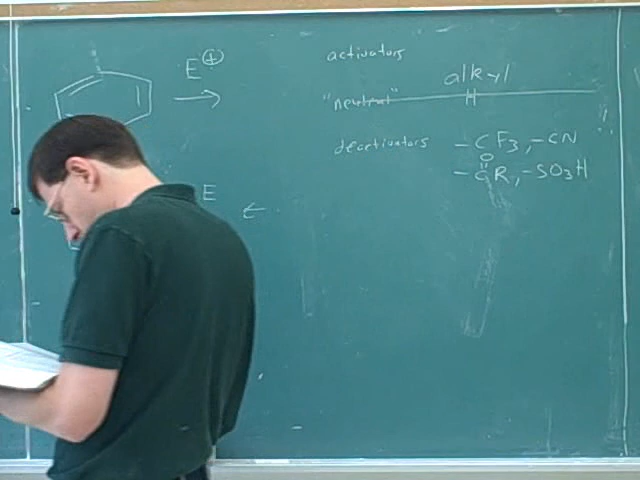 activators
E⊕
alkyl
"neutral" H
deactivators -CF3, -CN
O
-CR, -SO3H
E